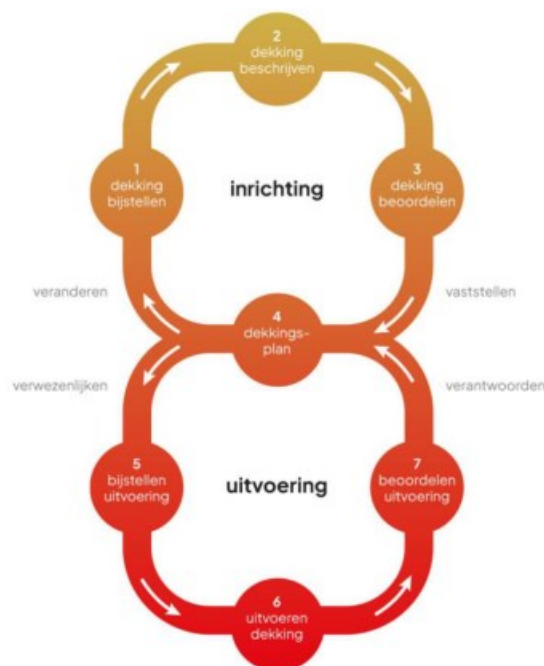 2
dekking
beschrijven
1
dekking
bijstellen
inrichting
3
dekking
beoordelen
veranderen
vaststellen
4
dekkings-
plan
verwezenlijken
verantwoorden
5
bijstellen
uitvoering
uitvoering
7
beoordelen
uitvoering
6
uitvoeren
dekking